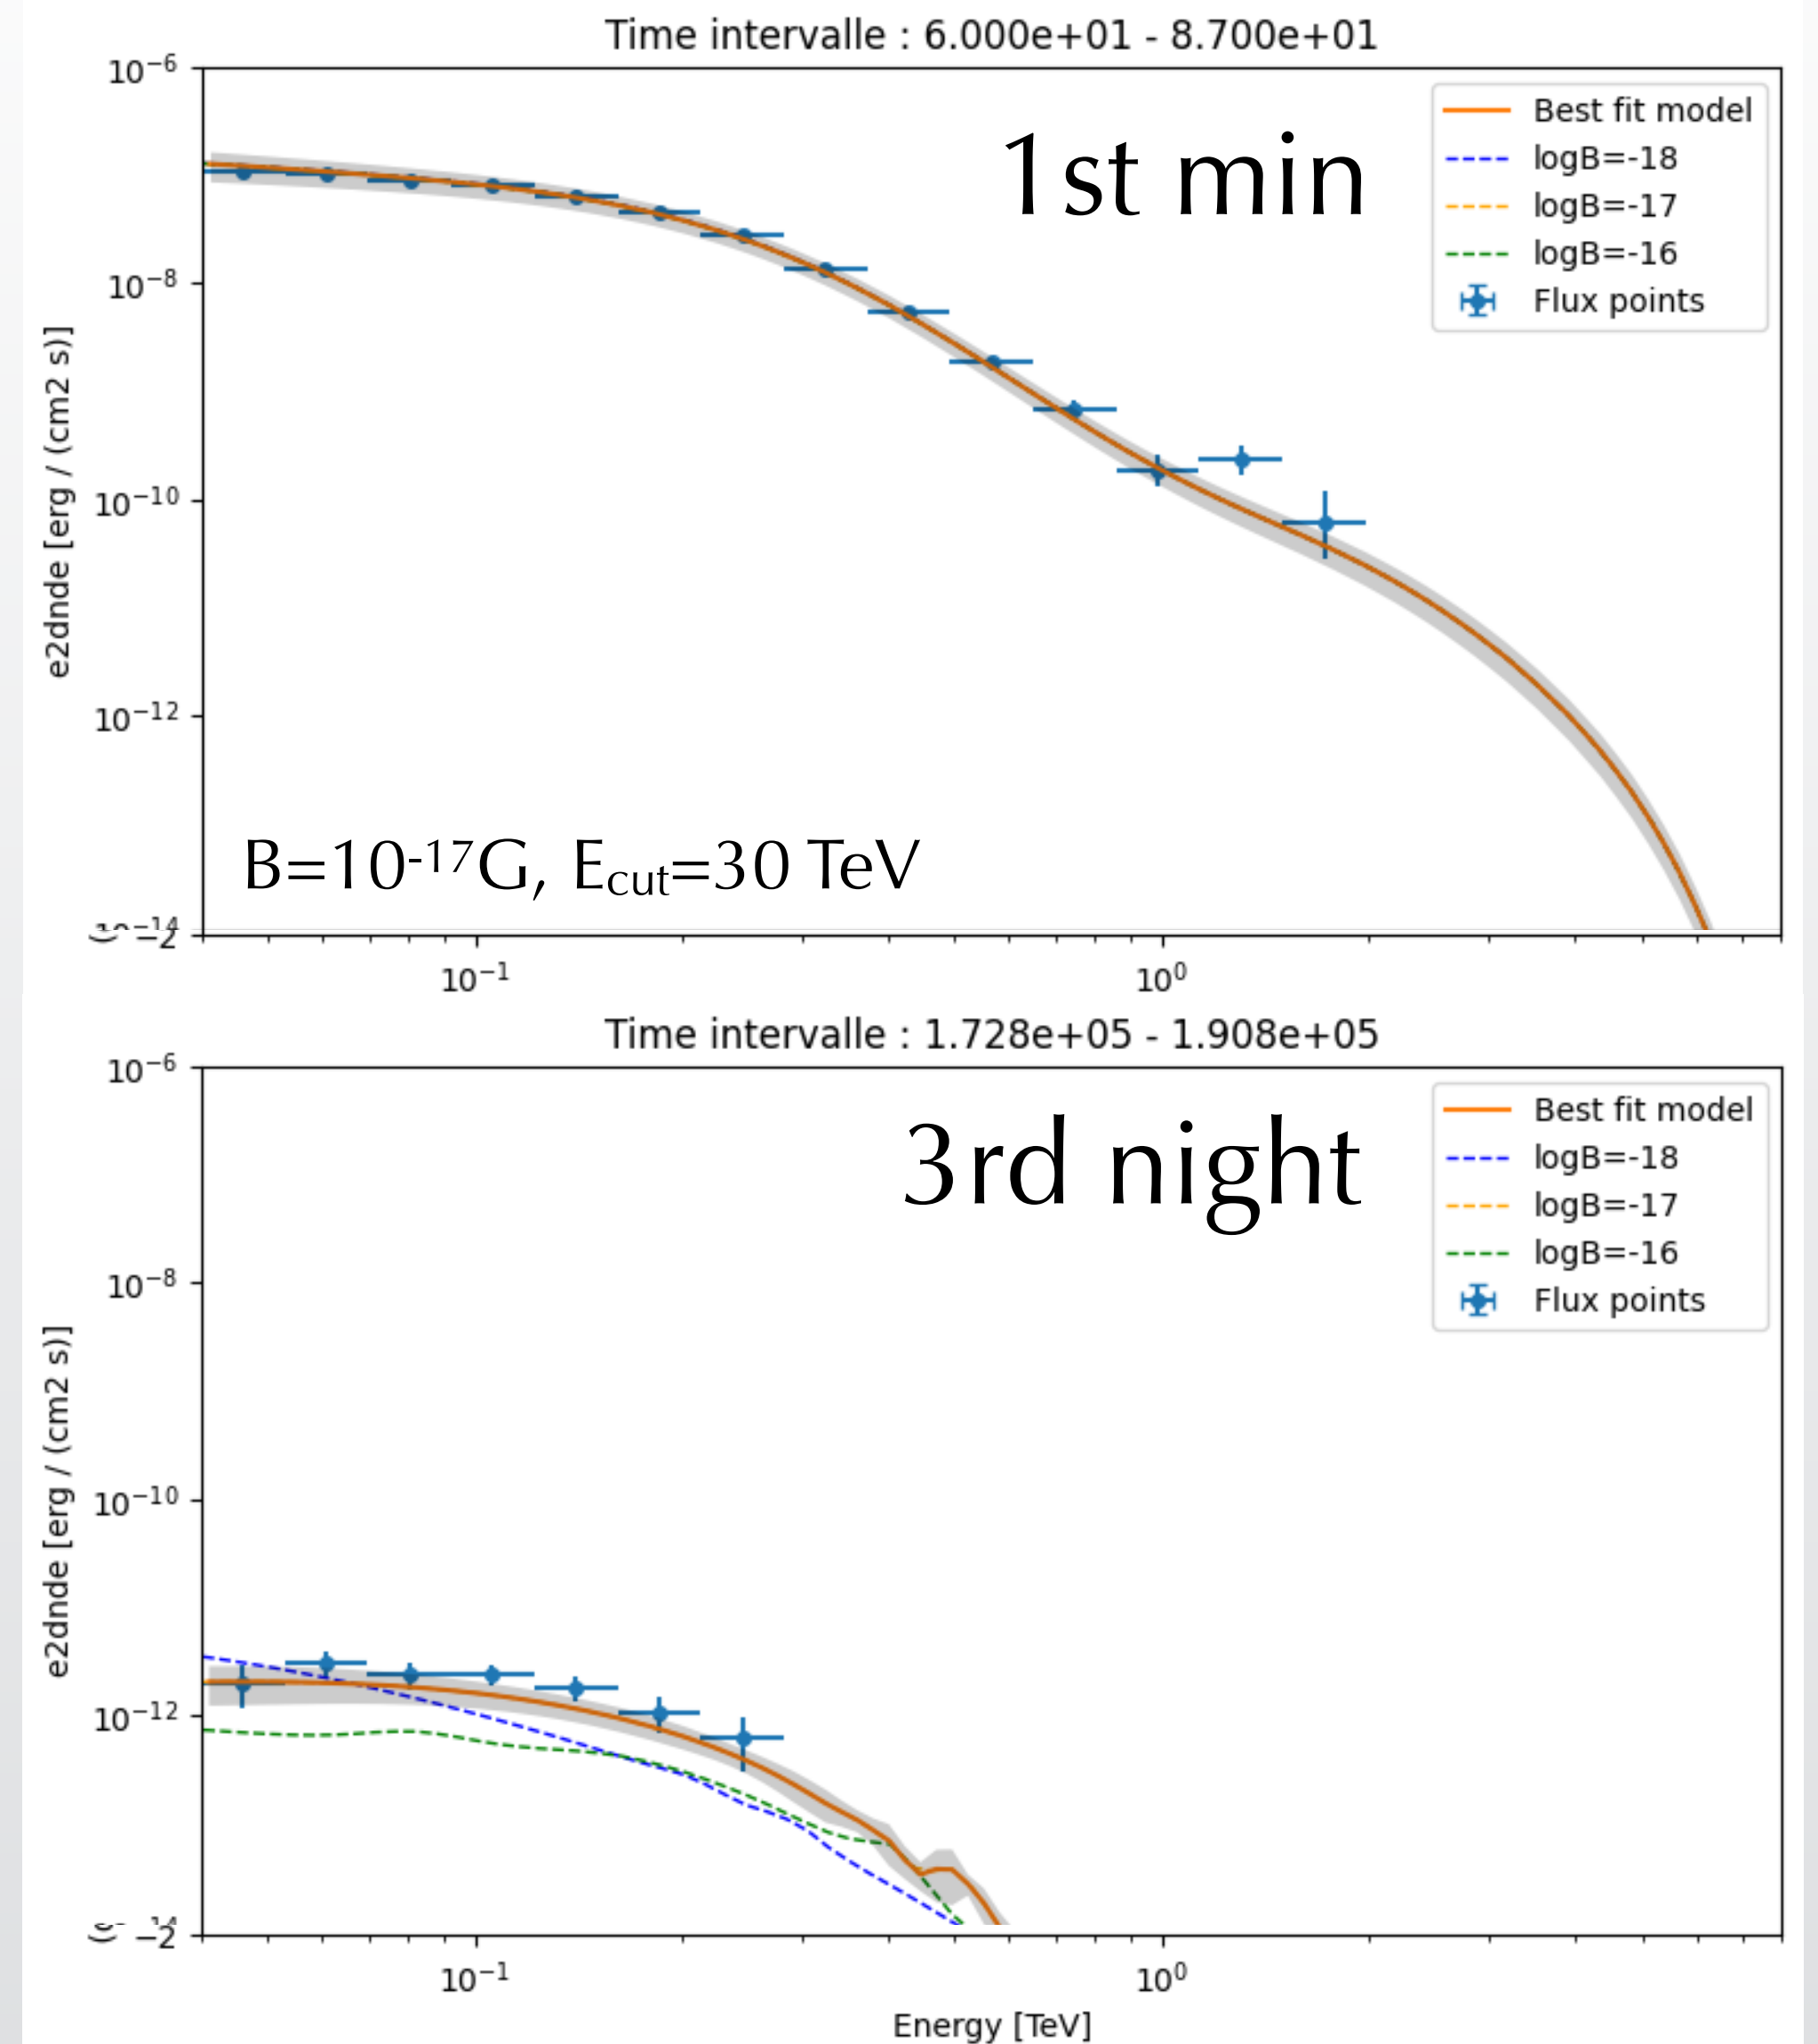 Time intervalle : 6.000e+01 - 8.700e+01
10⁻⁶
10⁻⁸
10⁻¹⁰
10⁻¹²
e2dnde [erg / (cm2 s)]
Best fit model
logB=-18
logB=-17
logB=-16
Flux points
1st min
B=10⁻¹⁷G, E_cut=30 TeV
10⁻¹
10⁰
Time intervalle : 1.728e+05 - 1.908e+05
10⁻⁶
10⁻⁸
10⁻¹⁰
10⁻¹²
e2dnde [erg / (cm2 s)]
Best fit model
logB=-18
logB=-17
logB=-16
Flux points
3rd night
10⁻¹
10⁰
Energy [TeV]